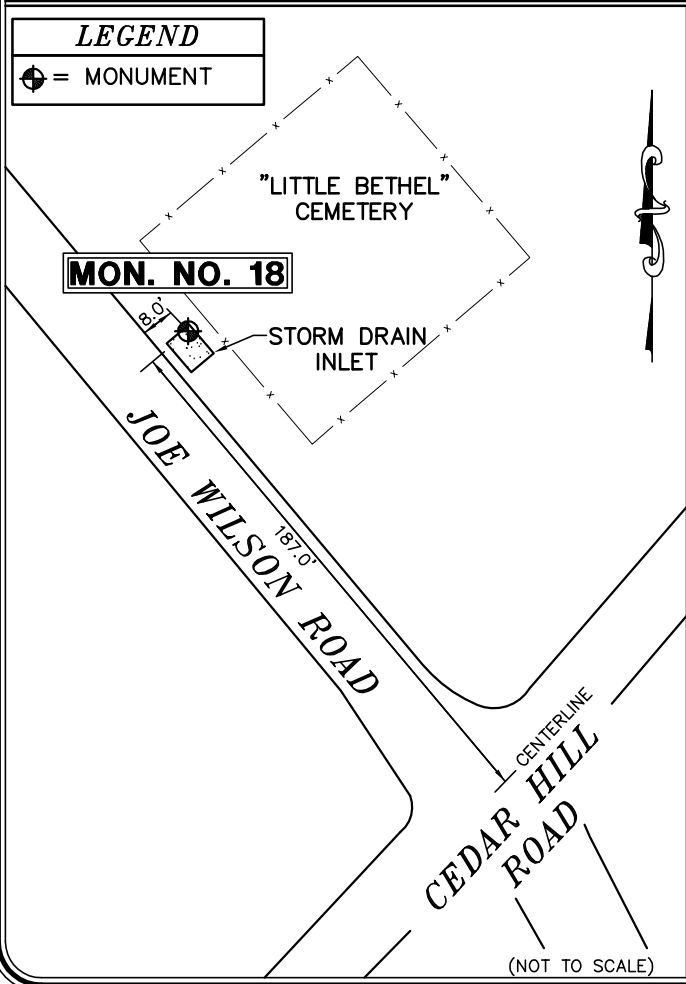 LEGEND
= MONUMENT
"LITTLE BETHEL"
CEMETERY
MON. NO. 18
8.0'
STORM DRAIN
INLET
JOE WILSON ROAD
187.0'
CENTERLINE
CEDAR HILL
ROAD
(NOT TO SCALE)